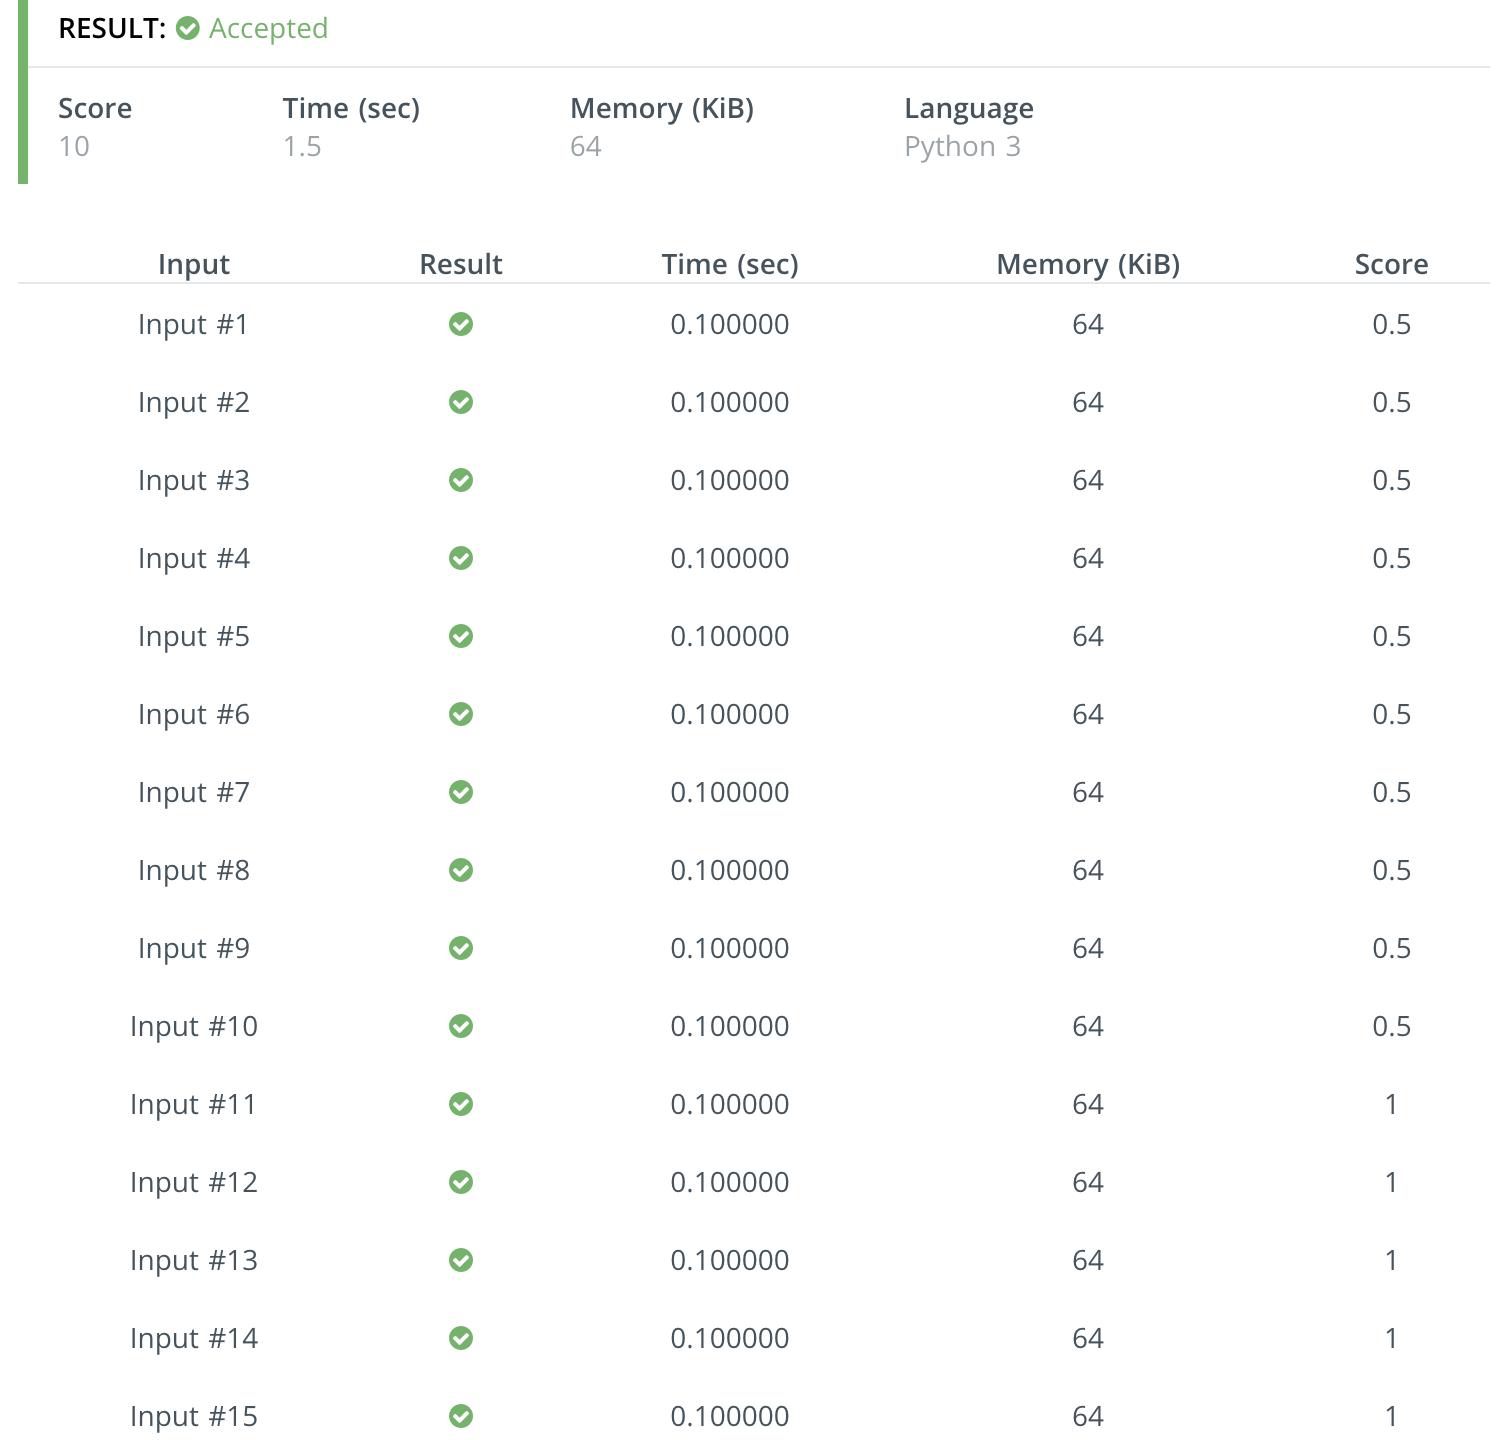 RESULT: Accepted
Score Time (sec) Memory (KiB) Language
10 1.5 64 Python 3
Input Result Time (sec) Memory (KiB) Score
Input #1 0.100000 64 0.5
Input #2 0.100000 64 0.5
Input #3 0.100000 64 0.5
Input #4 0.100000 64 0.5
Input #5 0.100000 64 0.5
Input #6 0.100000 64 0.5
Input #7 0.100000 64 0.5
Input #8 0.100000 64 0.5
Input #9 0.100000 64 0.5
Input #10 0.100000 64 0.5
Input #11 0.100000 64 1
Input #12 0.100000 64 1
Input #13 0.100000 64 1
Input #14 0.100000 64 1
Input #15 0.100000 64 1